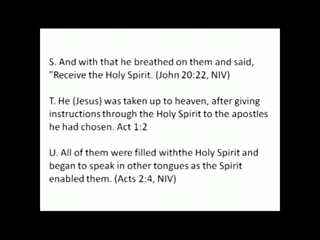 S. And with that he breathed on them and said,
"Receive the Holy Spirit. (John 20:22, NIV)
T. He (Jesus) was taken up to heaven, after giving
instructions through the Holy Spirit to the apostles
he had chosen. Act 1:2
U. All of them were filled withthe Holy Spirit and
began to speak in other tongues as the Spirit
enabled them. (Acts 2:4, NIV)